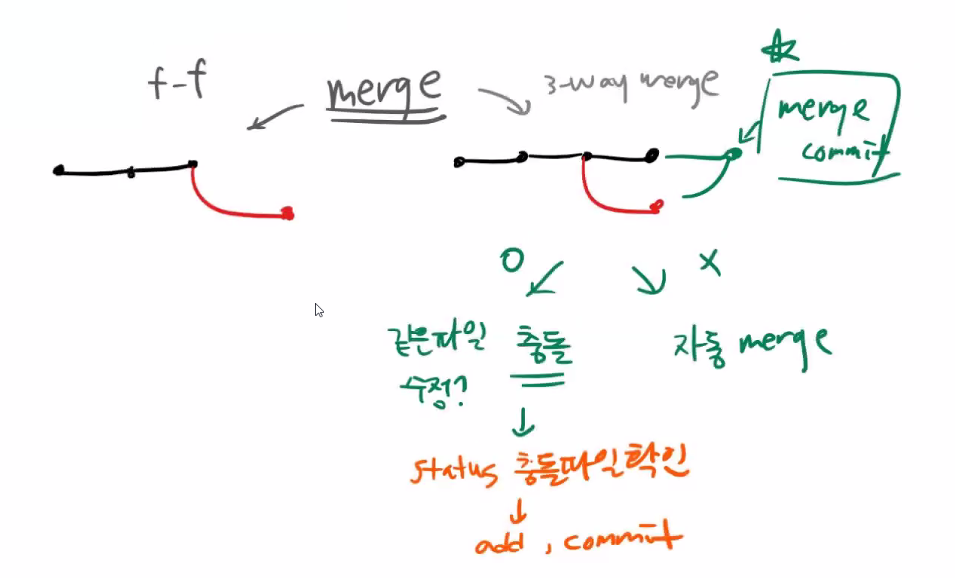 f-f
merge
3-way merge
merge
commit
O
X
같은파일
수정?
충돌
자동 merge
status 충돌파일확인
add, commit